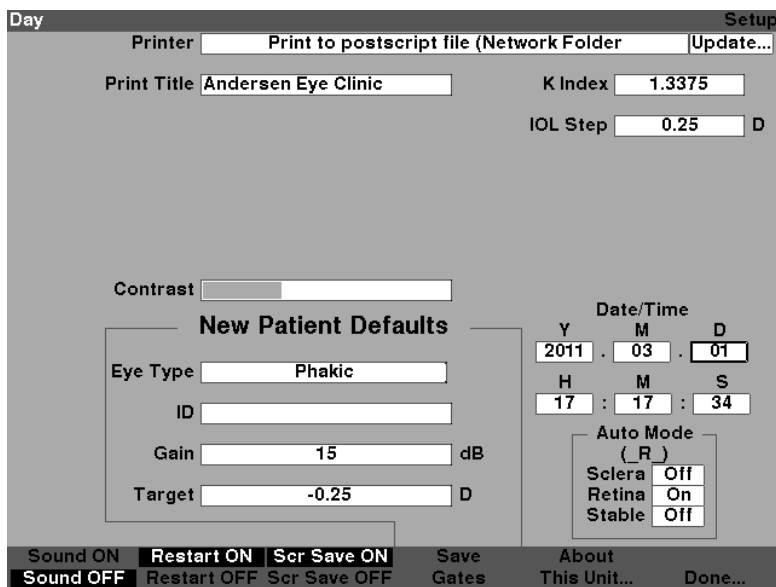 Day Setup
Printer Print to postscript file (Network Folder Update...
Print Title Andersen Eye Clinic K Index 1.3375
IOL Step 0.25 D
Contrast
New Patient Defaults
Date/Time
Y M D
2011 . 03 . 01
Eye Type Phakic
H M S
17 : 17 : 34
ID
Auto Mode
(_R_)
Gain 15 dB
Sclera Off
Retina On
Target -0.25 D
Stable Off
Sound ON Restart ON Scr Save ON Save About
Sound OFF Restart OFF Scr Save OFF Gates This Unit... Done...